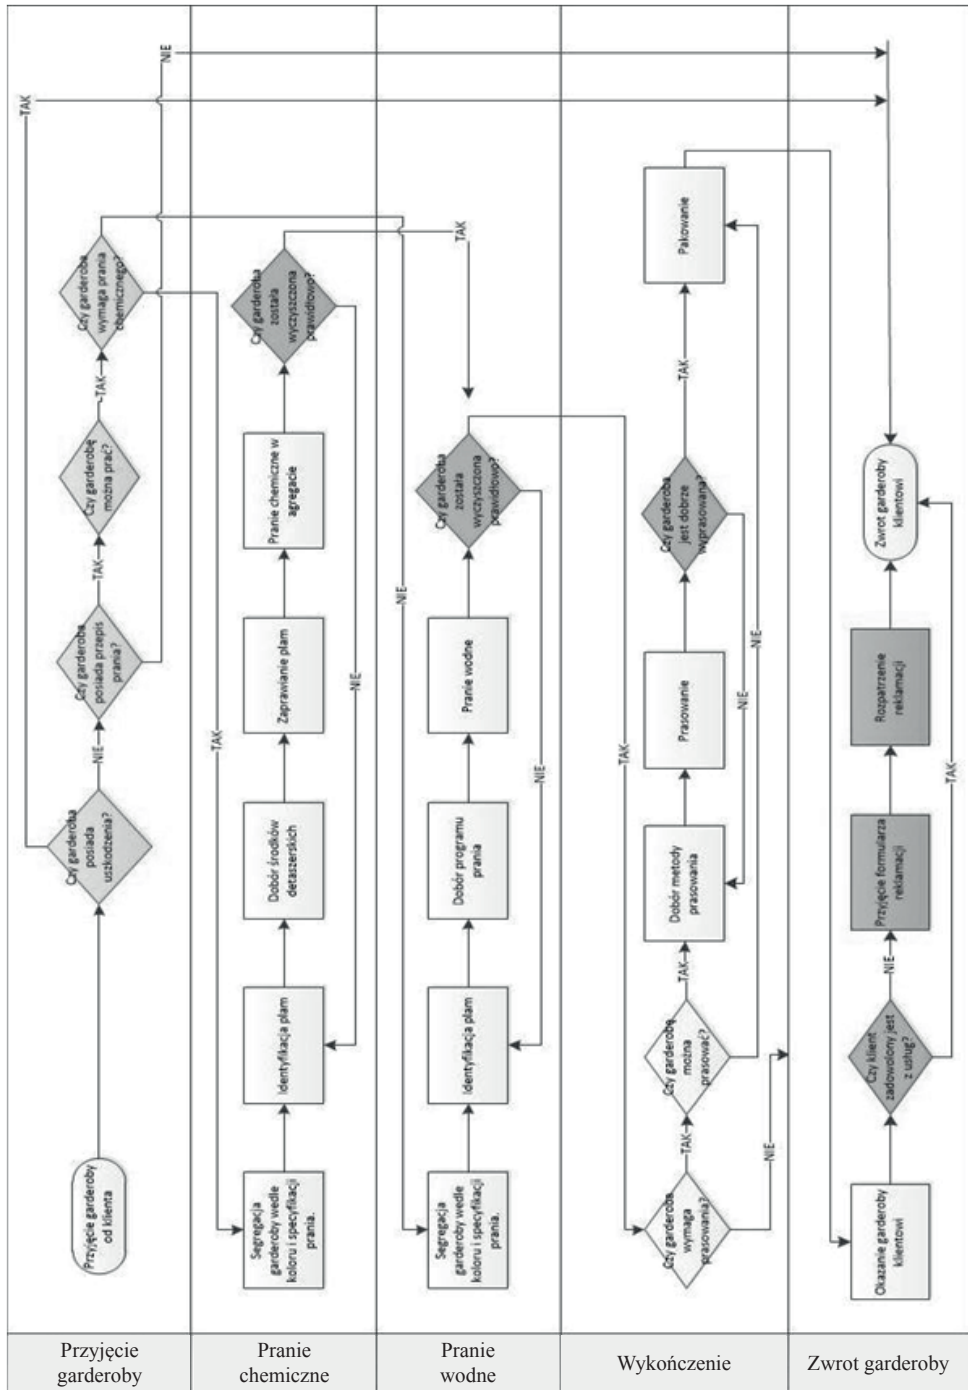 Przyjęcie
garderoby
Przyjęcie garderoby
od klienta
Czy garderoba
posiada
uszkodzenia?
TAK
NIE
Czy garderoba
posiada przepis
prania?
NIE
TAK
Czy garderobę
można prać?
TAK
Czy garderoba
wymaga prania
chemicznego?
TAK
NIE
Pranie
chemiczne
Segregacja
garderoby wedle
koloru i specyfikacji
prania.
Identyfikacja plam
Dobór środków
detaszerskich
Zaprawianie plam
Pranie chemiczne w
agregacie
Czy garderoba
została
wyczyszczona
prawidłowo?
NIE
TAK
Pranie
wodne
Segregacja
garderoby wedle
koloru i specyfikacji
prania.
Identyfikacja plam
Dobór programu
prania
Pranie wodne
Czy garderoba
została
wyczyszczona
prawidłowo?
NIE
TAK
Wykończenie
Czy garderoba
wymaga
prasowania?
TAK
NIE
Czy garderobę
można
prasować?
TAK
NIE
Dobór metody
prasowania
Prasowanie
Czy garderoba
jest dobrze
wyprasowana?
NIE
TAK
Pakowanie
Zwrot garderoby
Okazanie garderoby
klientowi
Czy klient
zadowolony jest
z usług?
NIE
TAK
Przyjęcie formularza
reklamacji
Rozpatrzenie
reklamacji
Zwrot garderoby
klientowi